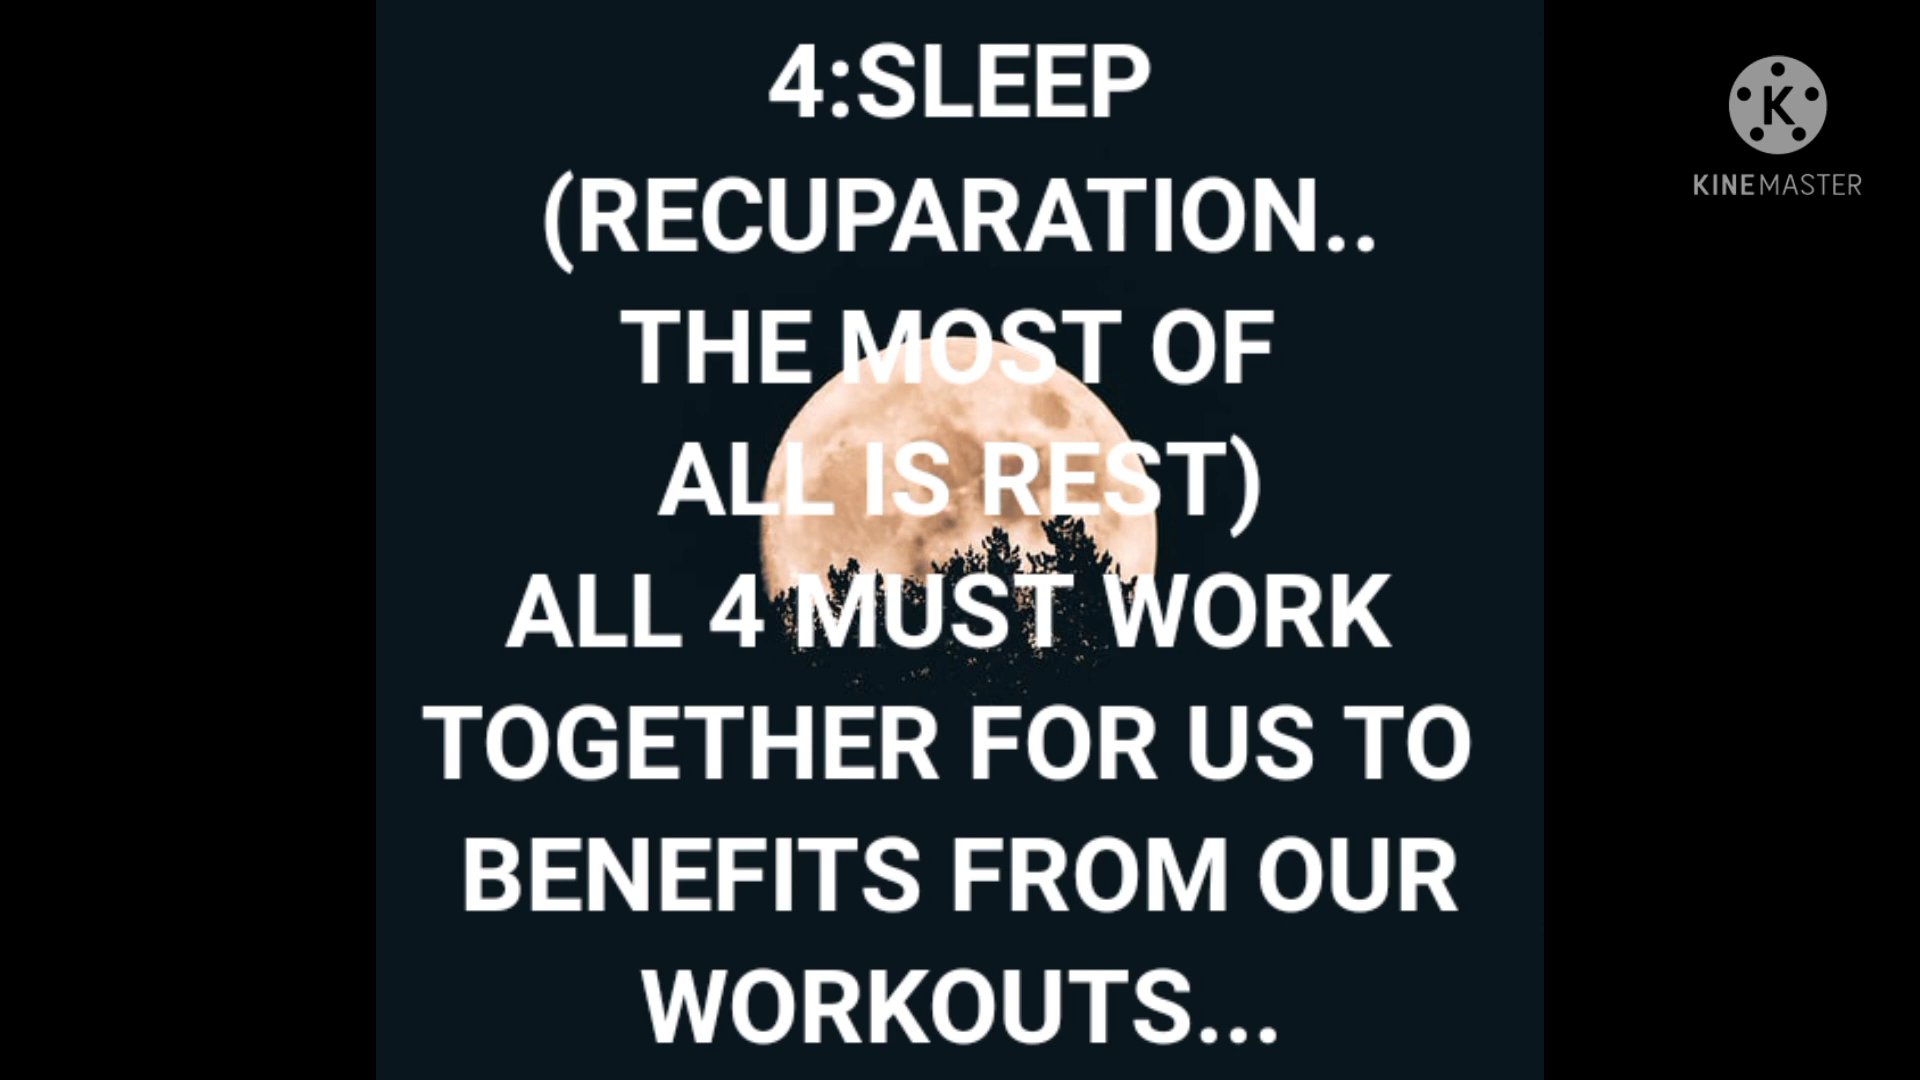 4:SLEEP
(RECUPARATION..
THE MOST OF
ALL IS REST)
ALL 4 MUST WORK
TOGETHER FOR US TO
BENEFITS FROM OUR
WORKOUTS...
K
KINEMASTER